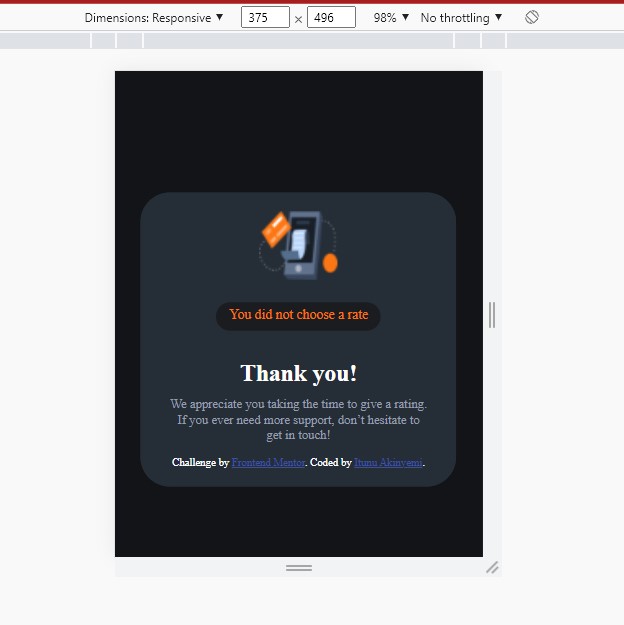 Dimensions: Responsive ▼ 375 × 496 98% ▼ No throttling ▼
You did not choose a rate
Thank you!
We appreciate you taking the time to give a rating.
If you ever need more support, don't hesitate to
get in touch!
Challenge by Frontend Mentor. Coded by Itunu Akinyemi.